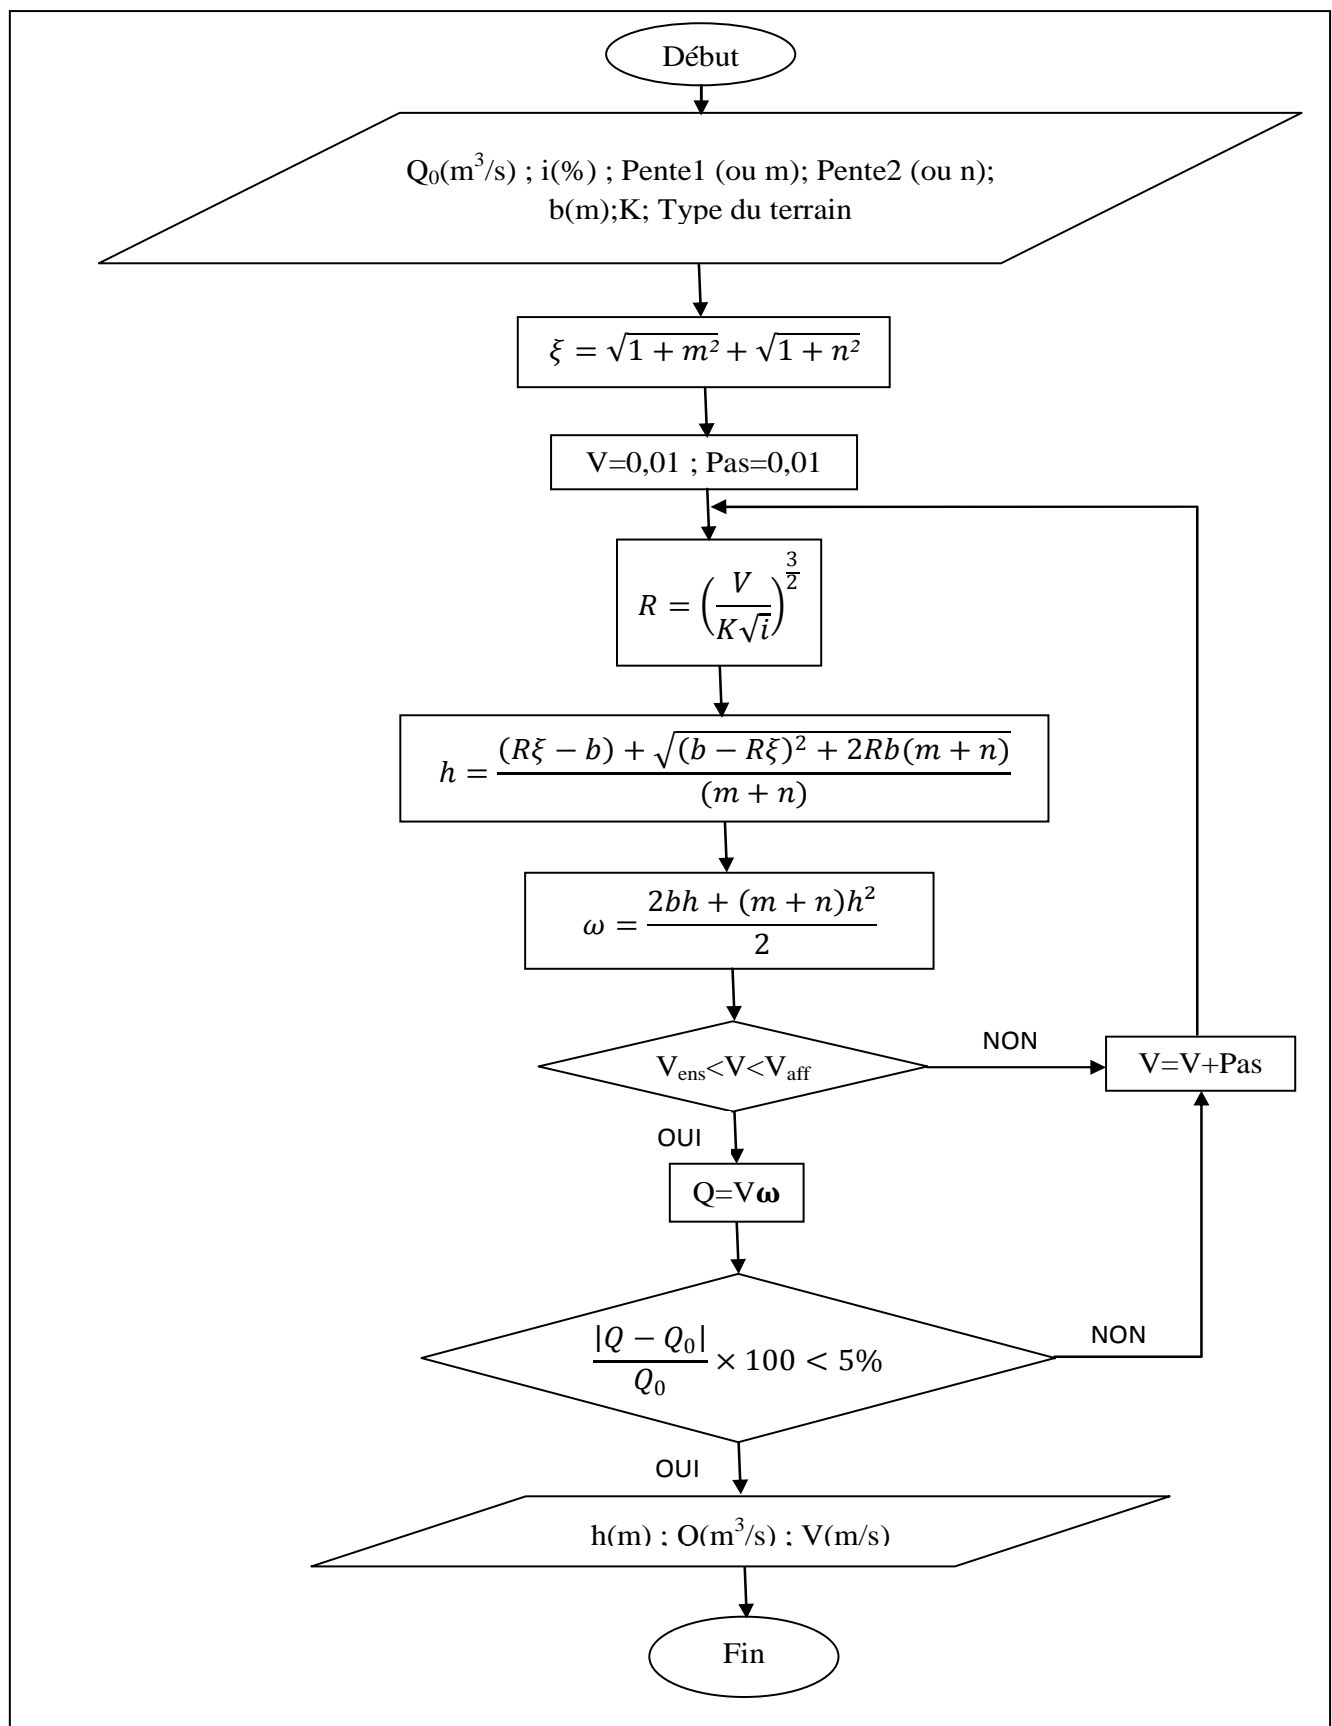 Début
Q₀(m³/s) ; i(%) ; Pente1 (ou m); Pente2 (ou n);
b(m);K; Type du terrain
ξ = √(1 + m²) + √(1 + n²)
V=0,01 ; Pas=0,01
R = (V / (K√i))^(3/2)
h = ((Rξ − b) + √((b − Rξ)² + 2Rb(m + n))) / (m + n)
ω = (2bh + (m + n)h²) / 2
V_ens<V<V_aff
NON
V=V+Pas
OUI
Q=Vω
|Q − Q₀| / Q₀ × 100 < 5%
NON
OUI
h(m) ; Q(m³/s) ; V(m/s)
Fin